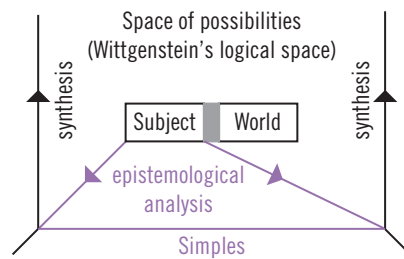 Space of possibilities
(Wittgenstein's logical space)
synthesis
synthesis
Subject World
epistemological
analysis
Simples